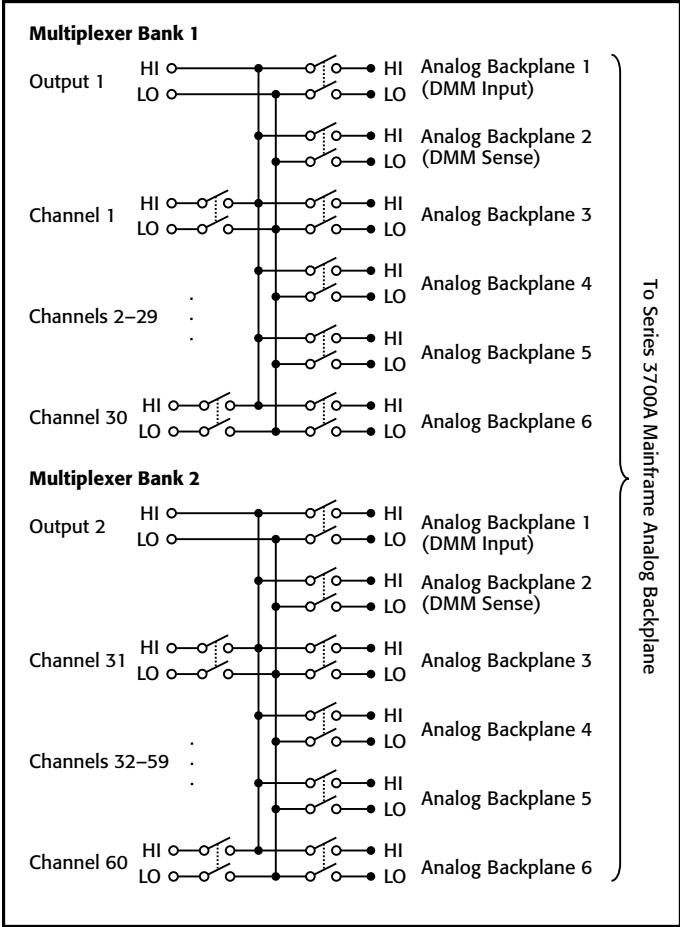 Multiplexer Bank 1
Output 1 HI HI Analog Backplane 1
LO LO (DMM Input)
HI Analog Backplane 2
LO (DMM Sense)
Channel 1 HI HI Analog Backplane 3
LO LO
HI Analog Backplane 4
LO
Channels 2–29 . . .
HI Analog Backplane 5
LO
Channel 30 HI HI Analog Backplane 6
LO LO
Multiplexer Bank 2
Output 2 HI HI Analog Backplane 1
LO LO (DMM Input)
HI Analog Backplane 2
LO (DMM Sense)
Channel 31 HI HI Analog Backplane 3
LO LO
HI Analog Backplane 4
LO
Channels 32–59 . . .
HI Analog Backplane 5
LO
Channel 60 HI HI Analog Backplane 6
LO LO
To Series 3700A Mainframe Analog Backplane